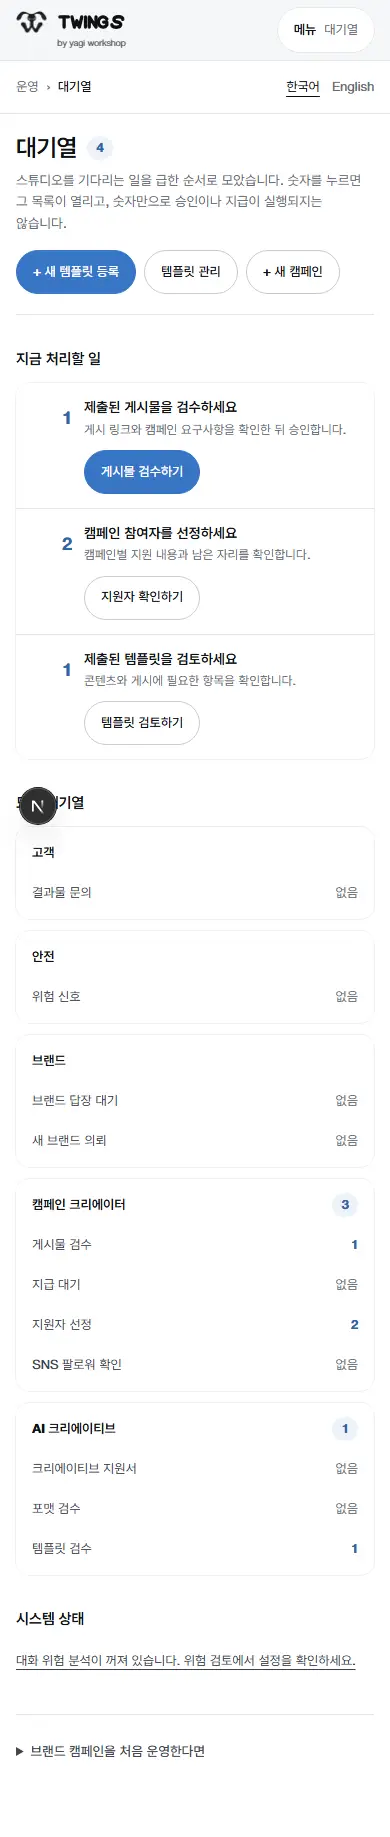 TWINGS
by yagi workshop
메뉴 대기열
운영 › 대기열
한국어 English
대기열 4
스튜디오를 기다리는 일을 급한 순서로 모았습니다. 숫자를 누르면
그 목록이 열리고, 숫자만으로 승인이나 지급이 실행되지는
않습니다.
+ 새 템플릿 등록
템플릿 관리
+ 새 캠페인
지금 처리할 일
1 제출된 게시물을 검수하세요
게시 링크와 캠페인 요구사항을 확인한 뒤 승인합니다.
게시물 검수하기
2 캠페인 참여자를 선정하세요
캠페인별 지원 내용과 남은 자리를 확인합니다.
지원자 확인하기
1 제출된 템플릿을 검토하세요
콘텐츠와 게시에 필요한 항목을 확인합니다.
템플릿 검토하기
N
기열
고객
결과물 문의 없음
안전
위험 신호 없음
브랜드
브랜드 답장 대기 없음
새 브랜드 의뢰 없음
캠페인 크리에이터 3
게시물 검수 1
지급 대기 없음
지원자 선정 2
SNS 팔로워 확인 없음
AI 크리에이티브 1
크리에이티브 지원서 없음
포맷 검수 없음
템플릿 검수 1
시스템 상태
대화 위험 분석이 꺼져 있습니다. 위험 검토에서 설정을 확인하세요.
▶ 브랜드 캠페인을 처음 운영한다면